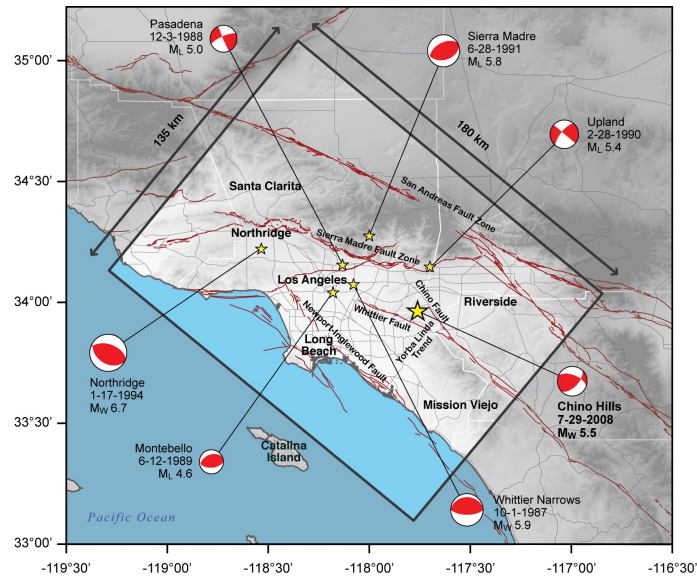 Pasadena
12-3-1988
ML 5.0
Sierra Madre
6-28-1991
ML 5.8
Upland
2-28-1990
ML 5.4
135 km
180 km
Santa Clarita
San Andreas Fault Zone
Northridge
Sierra Madre Fault Zone
Los Angeles
Chino Fault
Riverside
Whittier Fault
Newport-Inglewood Fault
Yorba Linda
Trend
Long
Beach
Mission Viejo
Northridge
1-17-1994
MW 6.7
Chino Hills
7-29-2008
MW 5.5
Montebello
6-12-1989
ML 4.6
Catalina
Island
Whittier Narrows
10-1-1987
MW 5.9
Pacific Ocean
35°00'
34°30'
34°00'
33°30'
33°00'
-119°30'
-119°00'
-118°30'
-118°00'
-117°30'
-117°00'
-116°30'